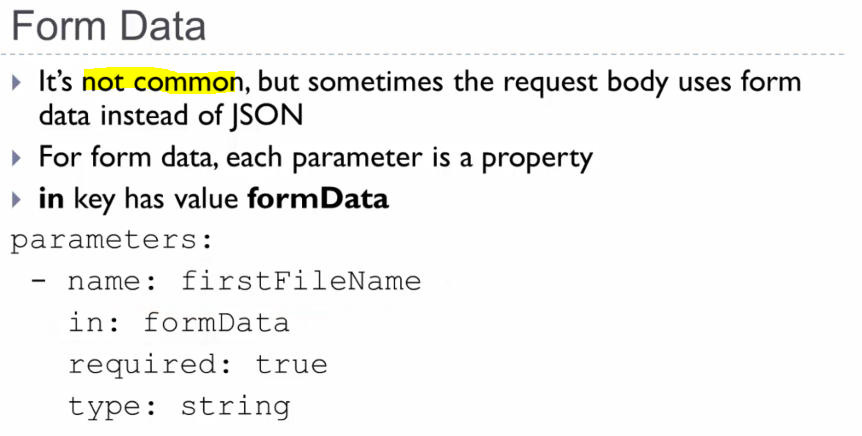 Form Data
It's not common, but sometimes the request body uses form
data instead of JSON
For form data, each parameter is a property
in key has value formData
parameters:
- name: firstFileName
in: formData
required: true
type: string